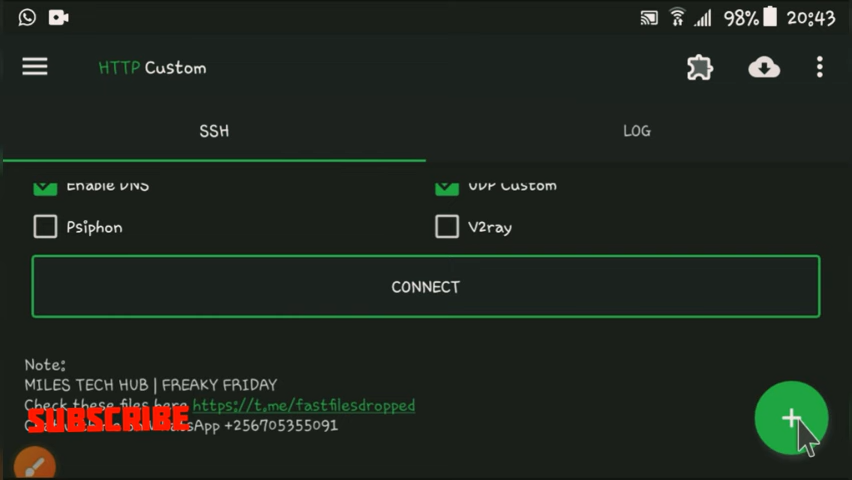 98% 20:43
HTTP Custom
SSH LOG
Enable DNS UDP Custom
Psiphon V2ray
CONNECT
Note:
MILES TECH HUB | FREAKY FRIDAY
Check these files here https://t.me/fastfilesdropped
SUBSCRIBE
WhatsApp +256705355091